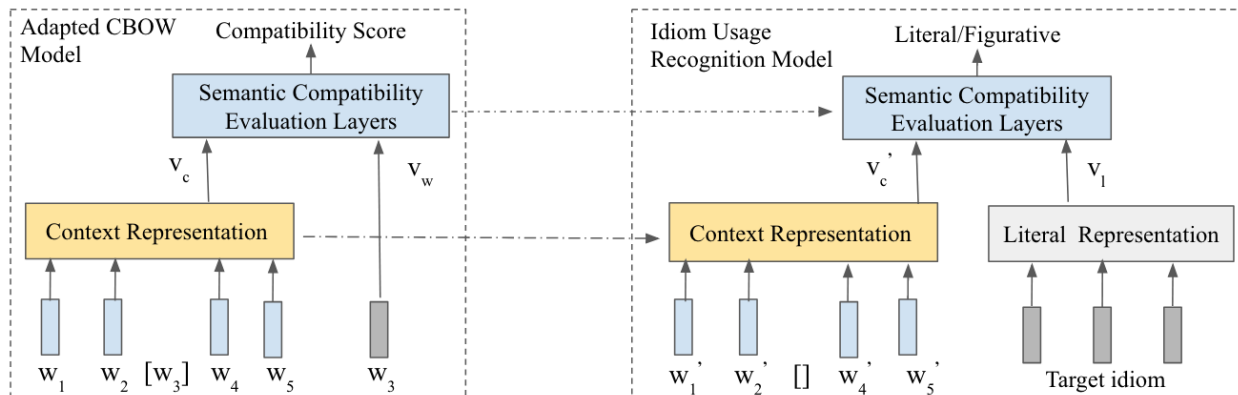 Adapted CBOW
Model
Compatibility Score
Semantic Compatibility
Evaluation Layers
v_c
v_w
Context Representation
w_1 w_2 [w_3] w_4 w_5 w_3
Idiom Usage
Recognition Model
Literal/Figurative
Semantic Compatibility
Evaluation Layers
v_c'
v_l
Context Representation
Literal Representation
w_1' w_2' [] w_4' w_5'
Target idiom